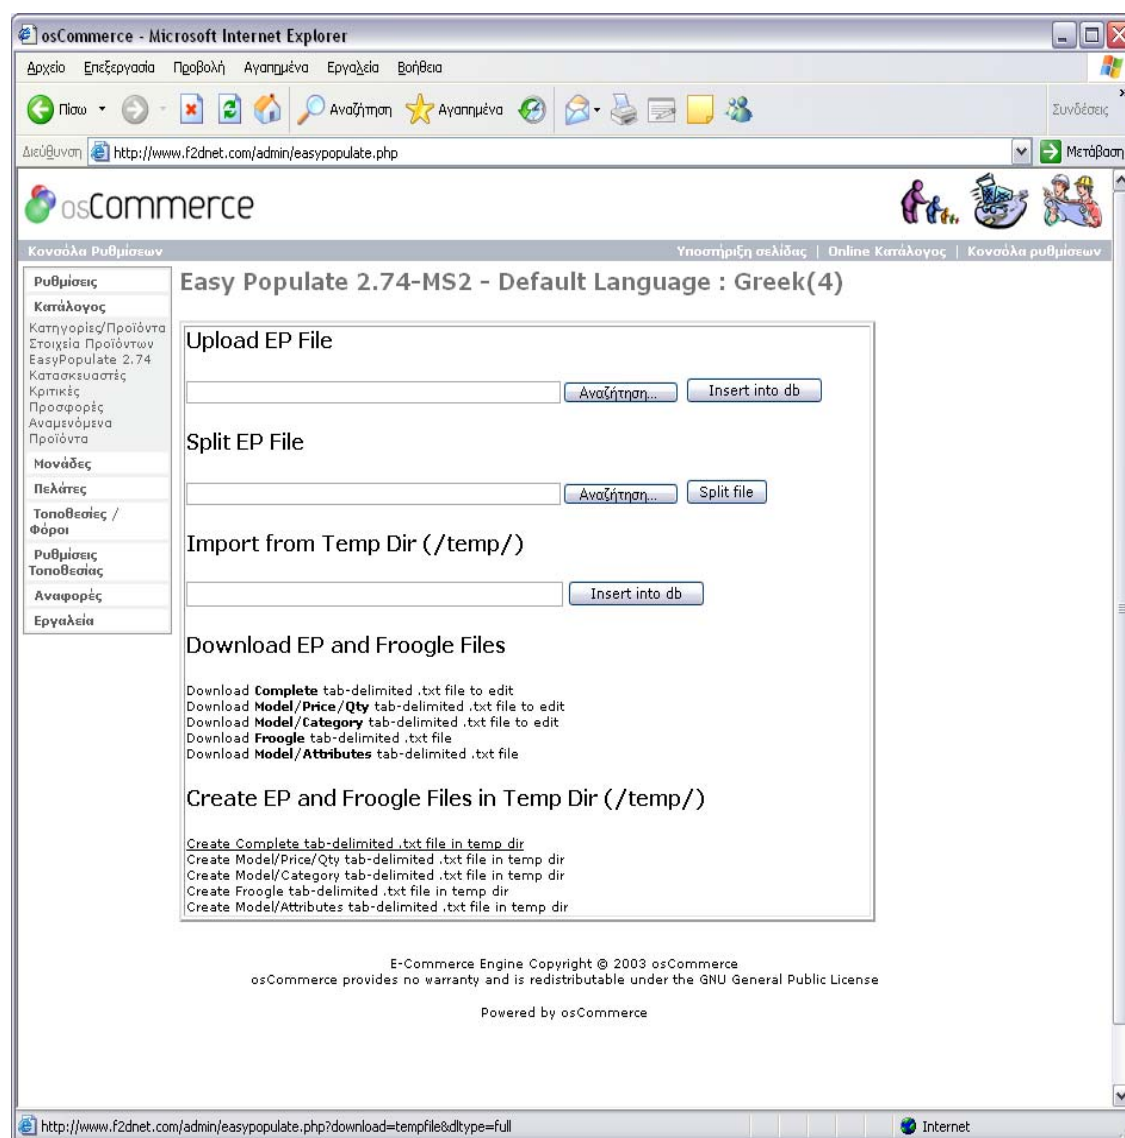 osCommerce - Microsoft Internet Explorer
Αρχείο Επεξεργασία Προβολή Αγαπημένα Εργαλεία Βοήθεια
Πίσω Αναζήτηση Αγαπημένα Συνδέσεις »
Διεύθυνση http://www.f2dnet.com/admin/easypopulate.php Μετάβαση
osCommerce
Κονσόλα Ρυθμίσεων Υποστήριξη σελίδας | Online Κατάλογος | Κονσόλα ρυθμίσεων
Ρυθμίσεις
Κατάλογος
Κατηγορίες/Προϊόντα
Στοιχεία Προϊόντων
EasyPopulate 2.74
Κατασκευαστές
Κριτικές
Προσφορές
Αναμενόμενα
Προϊόντα
Μονάδες
Πελάτες
Τοποθεσίες /
Φόροι
Ρυθμίσεις
Τοποθεσίας
Αναφορές
Εργαλεία
Easy Populate 2.74-MS2 - Default Language : Greek(4)
Upload EP File
Αναζήτηση... Insert into db
Split EP File
Αναζήτηση... Split file
Import from Temp Dir (/temp/)
Insert into db
Download EP and Froogle Files
Download Complete tab-delimited .txt file to edit
Download Model/Price/Qty tab-delimited .txt file to edit
Download Model/Category tab-delimited .txt file to edit
Download Froogle tab-delimited .txt file
Download Model/Attributes tab-delimited .txt file
Create EP and Froogle Files in Temp Dir (/temp/)
Create Complete tab-delimited .txt file in temp dir
Create Model/Price/Qty tab-delimited .txt file in temp dir
Create Model/Category tab-delimited .txt file in temp dir
Create Froogle tab-delimited .txt file in temp dir
Create Model/Attributes tab-delimited .txt file in temp dir
E-Commerce Engine Copyright © 2003 osCommerce
osCommerce provides no warranty and is redistributable under the GNU General Public License
Powered by osCommerce
http://www.f2dnet.com/admin/easypopulate.php?download=tempfile&dltype=full Internet